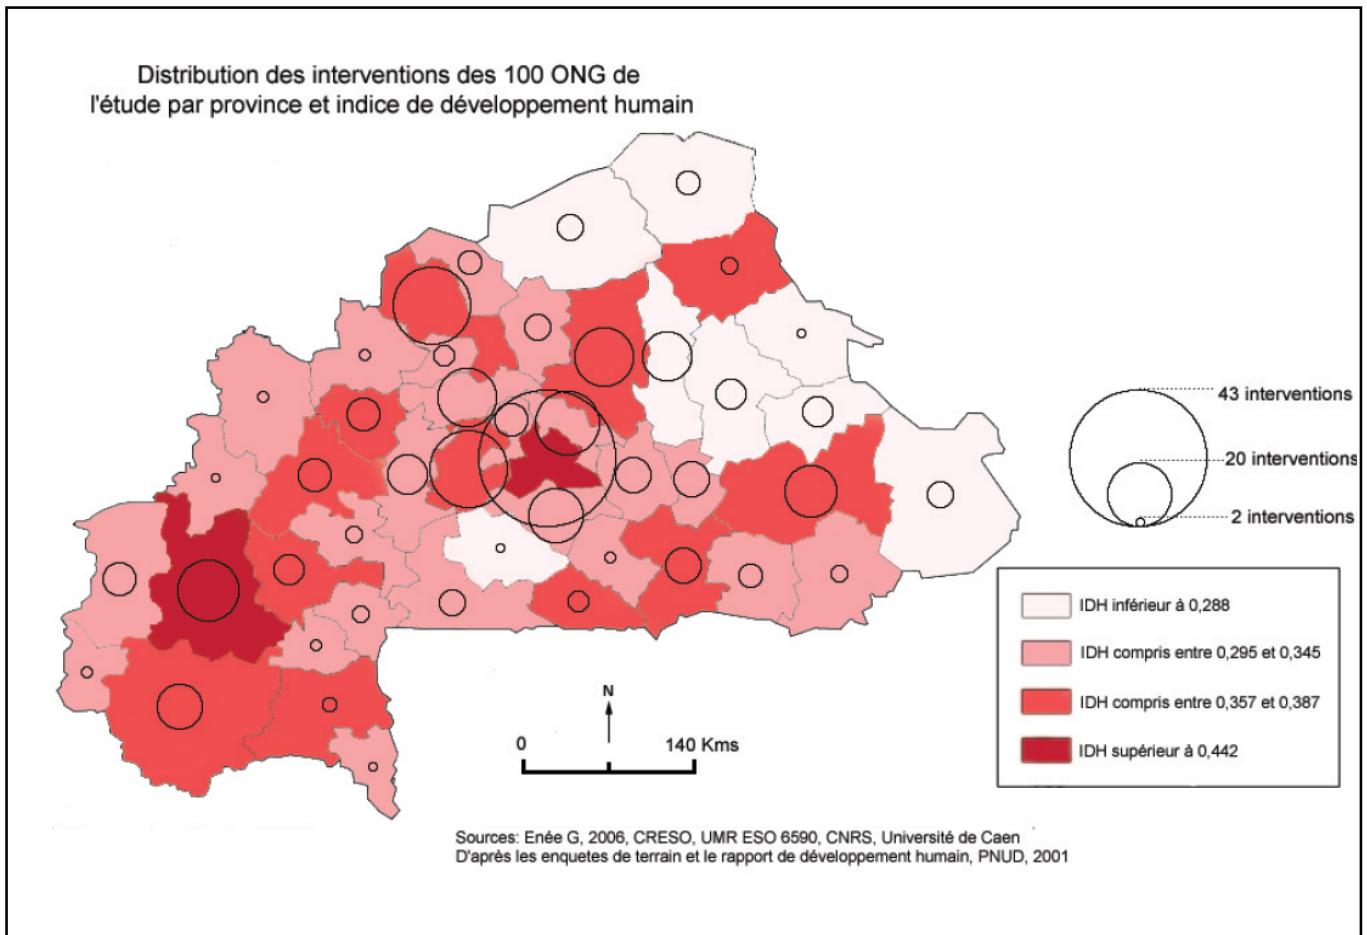 Distribution des interventions des 100 ONG de
l'étude par province et indice de développement humain
43 interventions
20 interventions
2 interventions
IDH inférieur à 0,288
IDH compris entre 0,295 et 0,345
IDH compris entre 0,357 et 0,387
IDH supérieur à 0,442
N
0 140 Kms
Sources: Enée G, 2006, CRESO, UMR ESO 6590, CNRS, Université de Caen
D'après les enquetes de terrain et le rapport de développement humain, PNUD, 2001